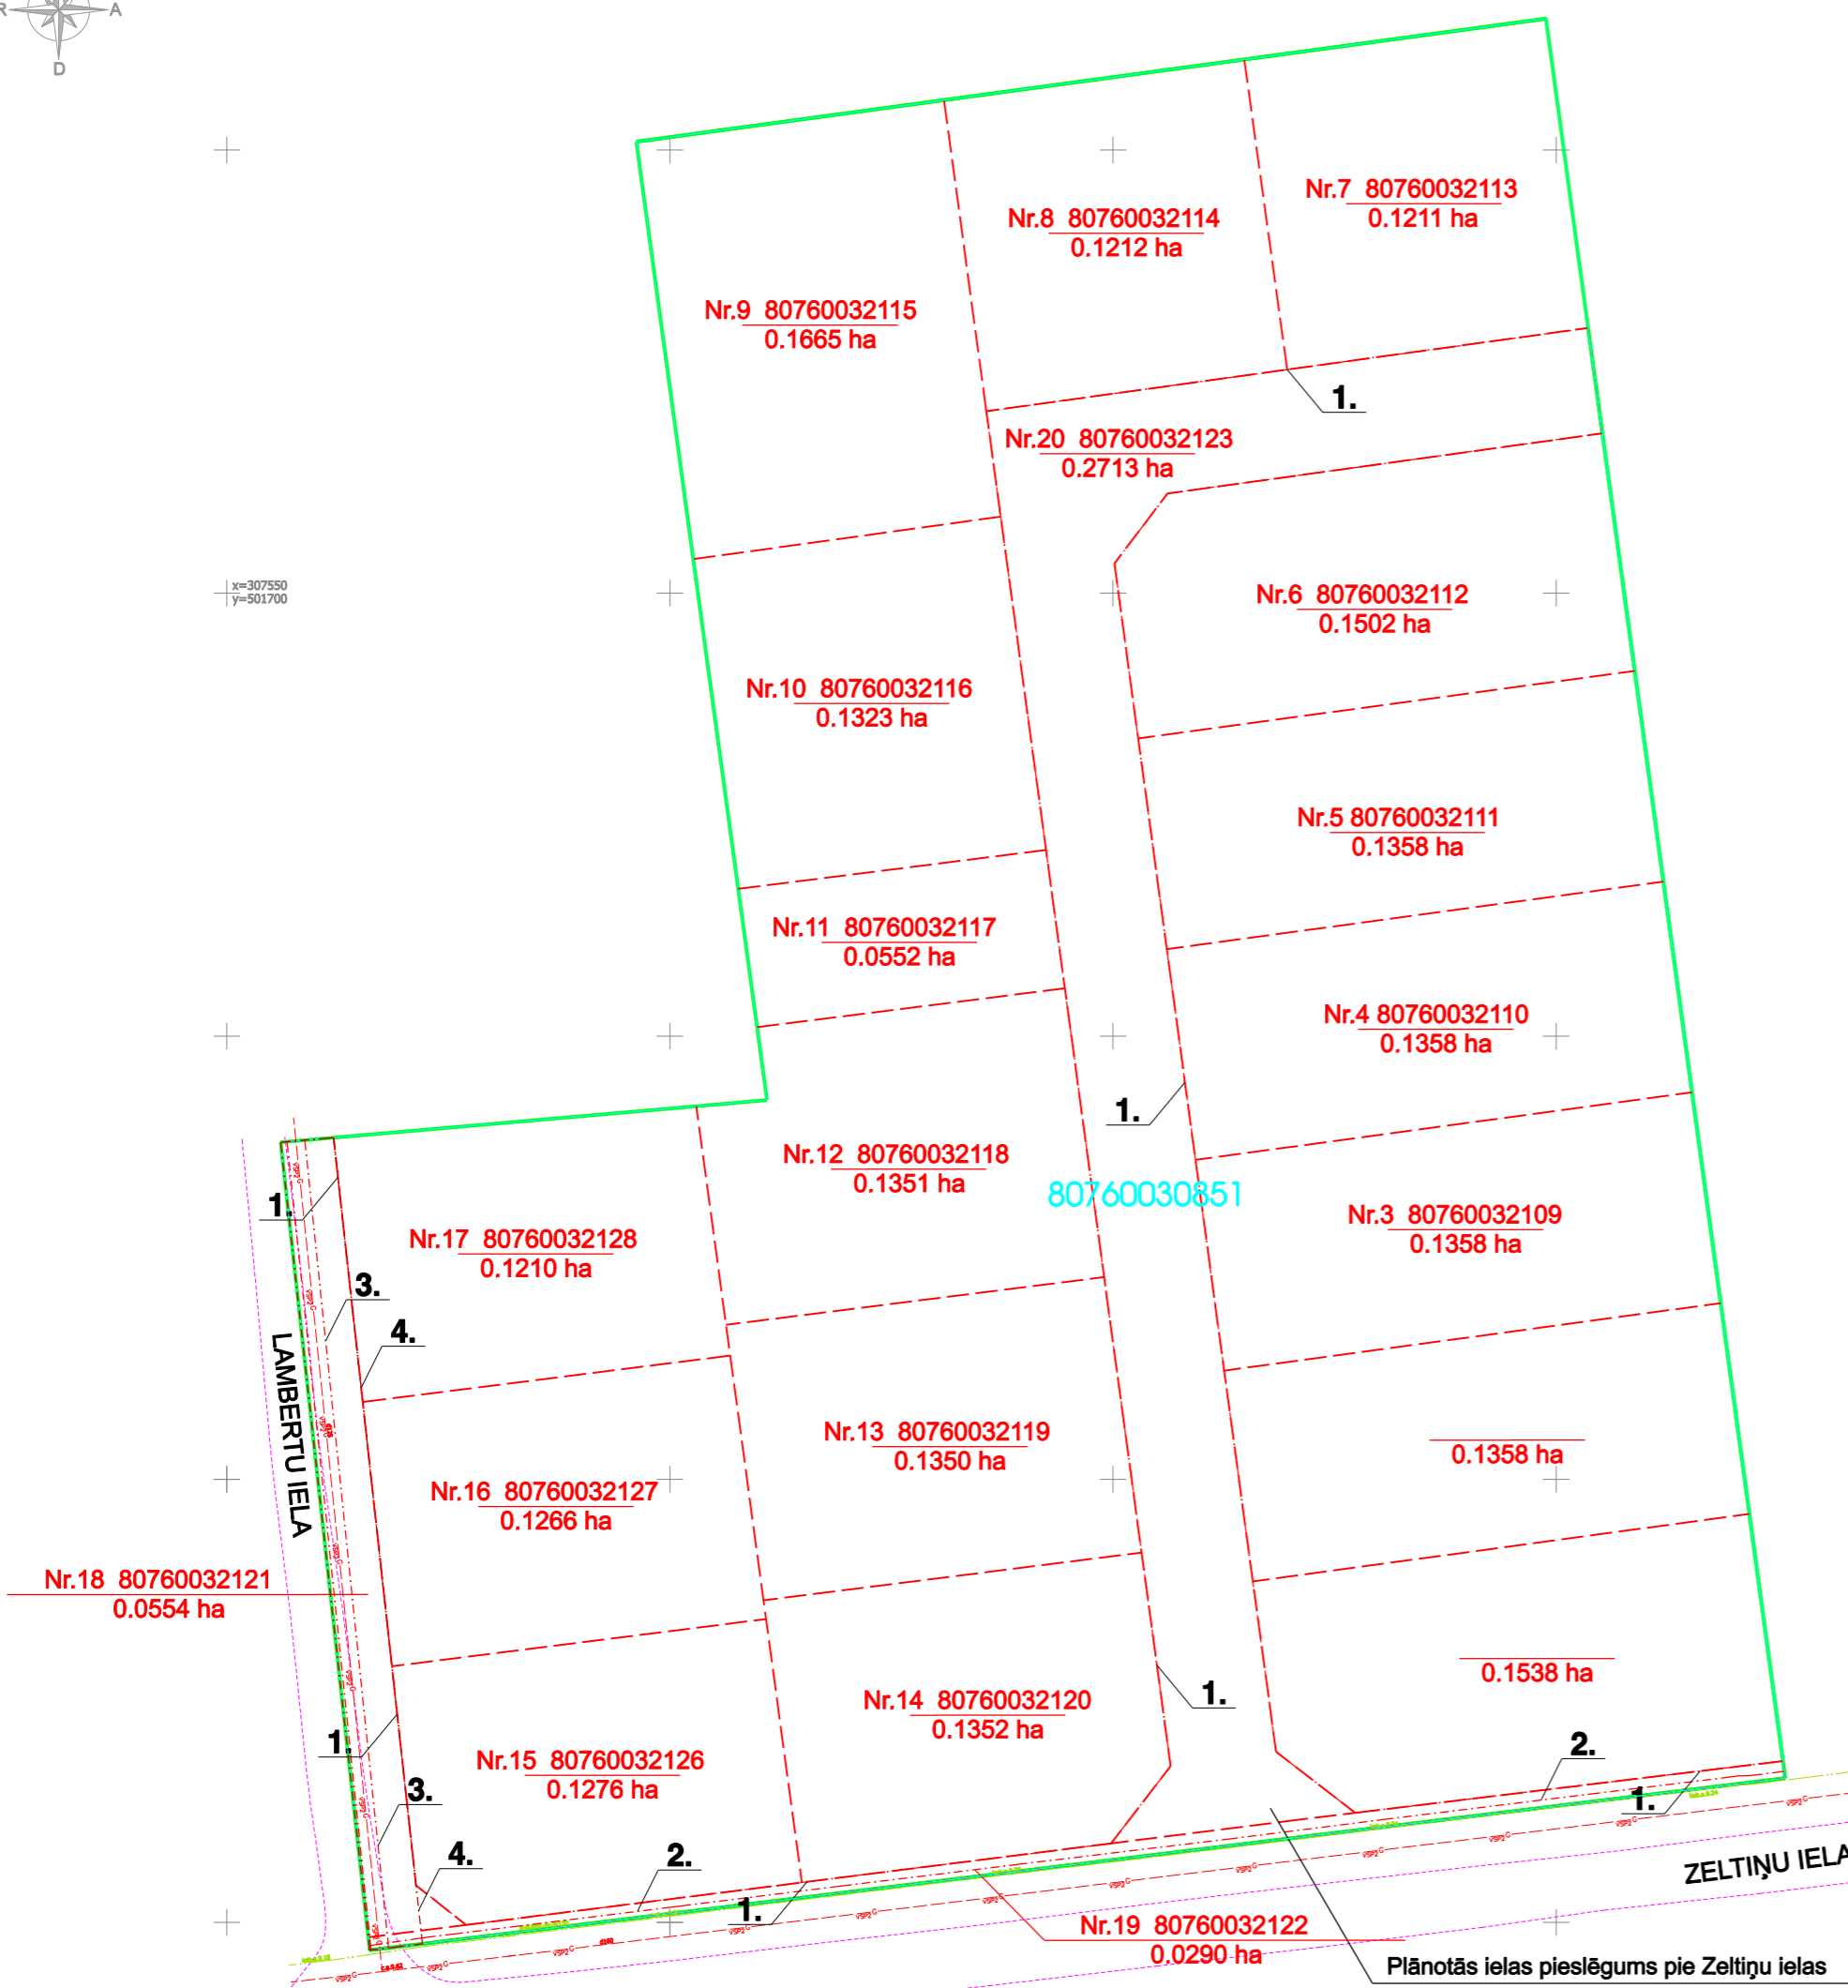 R A
D
Nr.7 80760032113
0.1211 ha
Nr.8 80760032114
0.1212 ha
Nr.9 80760032115
0.1665 ha
1.
Nr.20 80760032123
0.2713 ha
x=307550
y=501700
Nr.6 80760032112
0.1502 ha
Nr.10 80760032116
0.1323 ha
Nr.5 80760032111
0.1358 ha
Nr.11 80760032117
0.0552 ha
Nr.4 80760032110
0.1358 ha
1.
Nr.12 80760032118
0.1351 ha
80760030851
1.
Nr.3 80760032109
0.1358 ha
Nr.17 80760032128
0.1210 ha
3.
4.
LAMBERTU IELA
Nr.13 80760032119
0.1350 ha
0.1358 ha
Nr.16 80760032127
0.1266 ha
Nr.18 80760032121
0.0554 ha
0.1538 ha
Nr.14 80760032120
0.1352 ha
1.
1.
Nr.15 80760032126
0.1276 ha
2.
3.
1.
4.
2.
ZELTIŅU IELA
1.
Nr.19 80760032122
0.0290 ha
Plānotās ielas pieslēgums pie Zeltiņu ielas